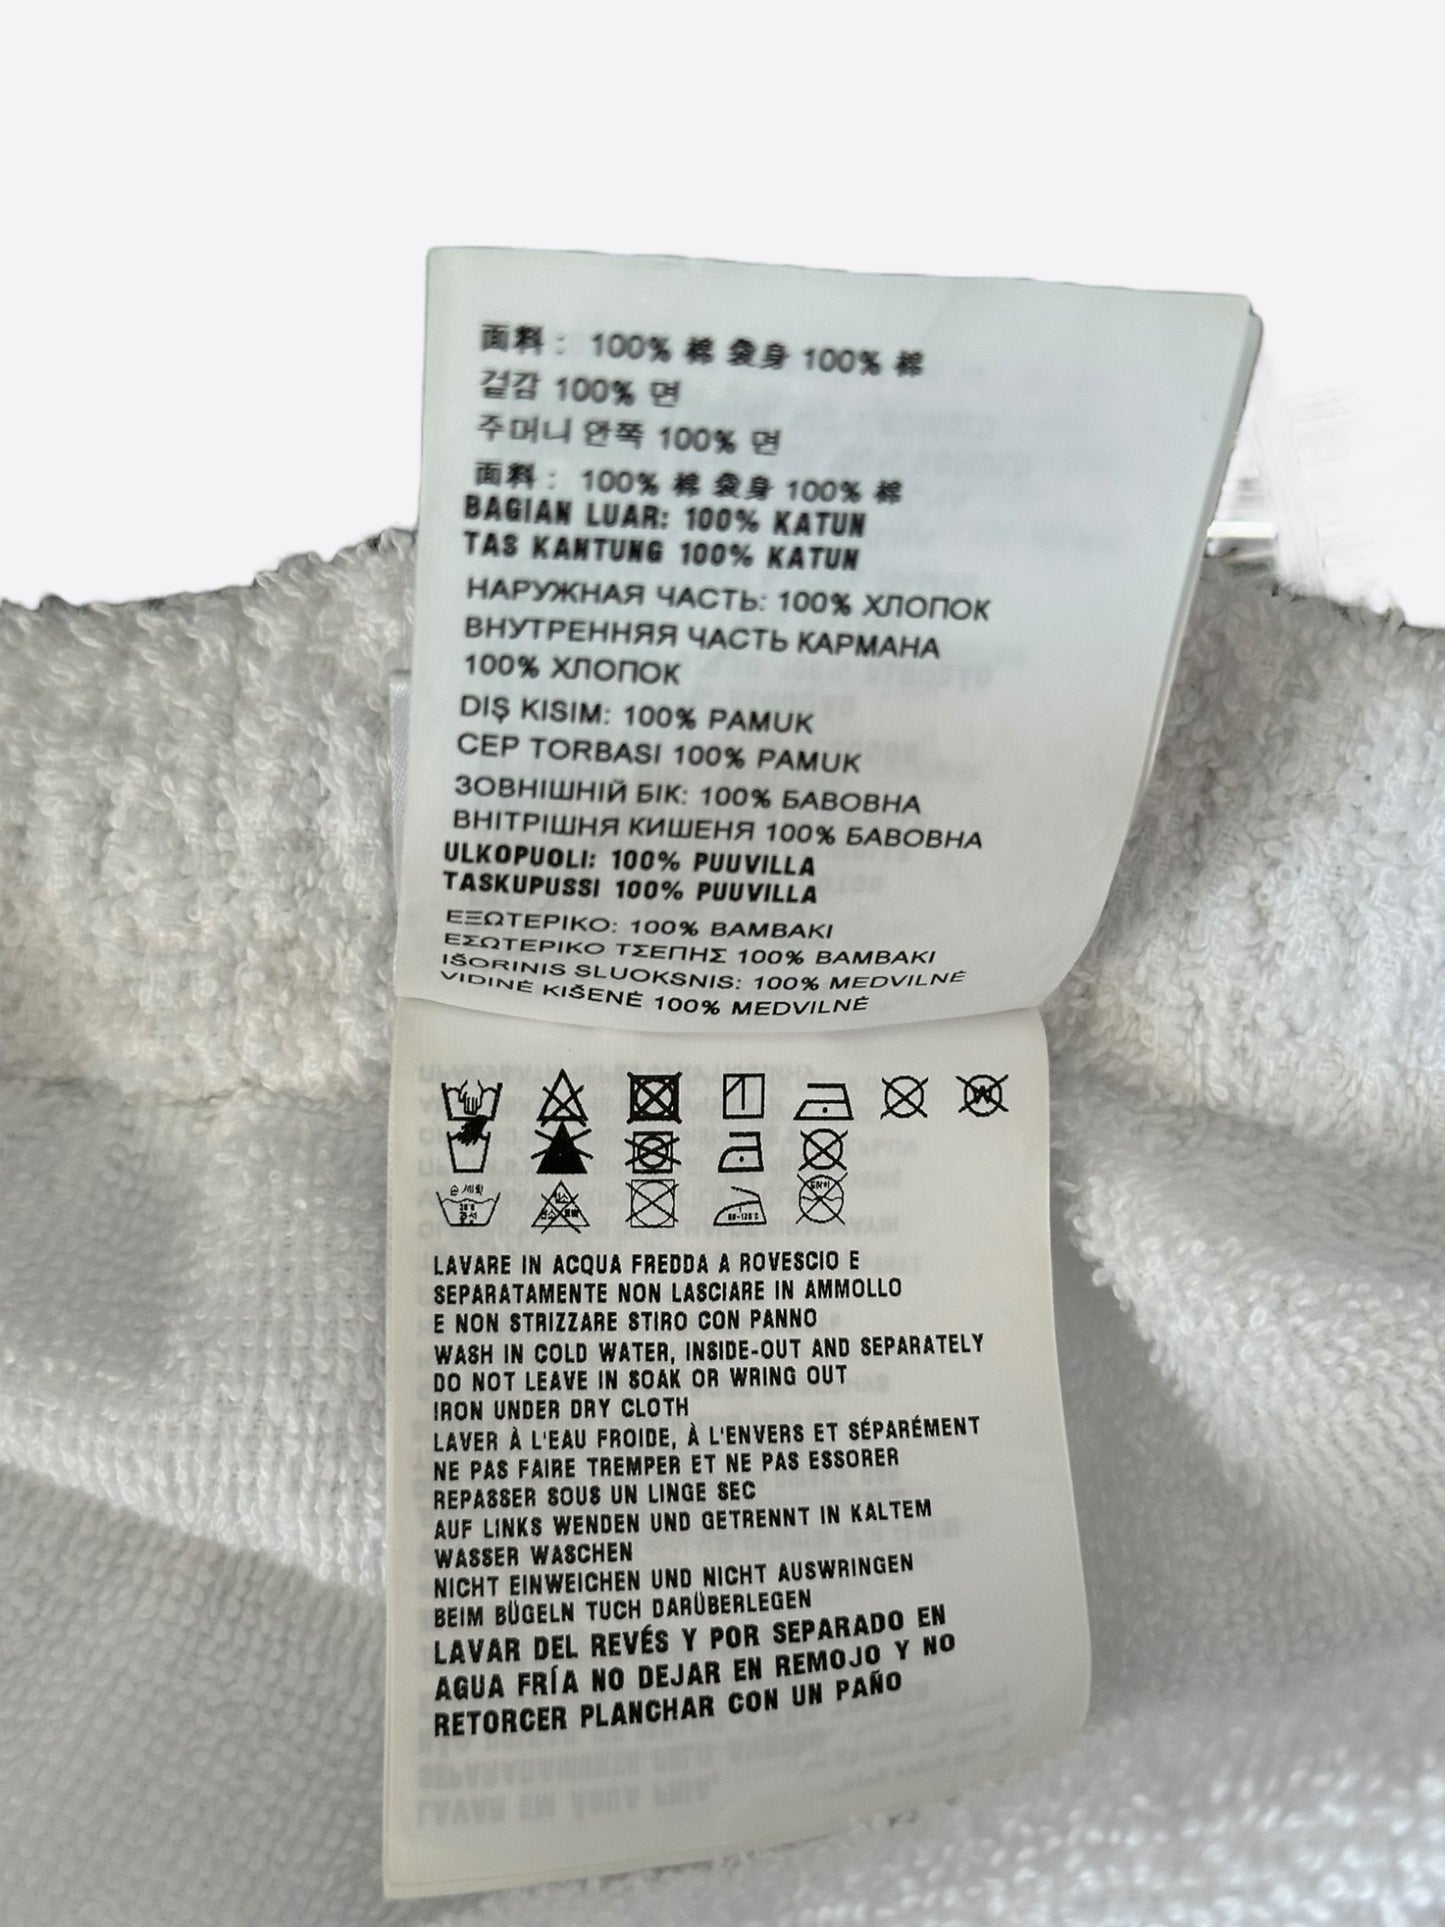 面料： 100% 棉 袋身 100% 棉
겉감 100% 면
주머니 안쪽 100% 면
面料： 100% 棉 袋身 100% 棉
BAGIAN LUAR: 100% KATUN
TAS KANTUNG 100% KATUN
НАРУЖНАЯ ЧАСТЬ: 100% ХЛОПОК
ВНУТРЕННЯЯ ЧАСТЬ КАРМАНА
100% ХЛОПОК
DIŞ KISIM: 100% PAMUK
CEP TORBASI 100% PAMUK
ЗОВНІШНІЙ БІК: 100% БАВОВНА
ВНІТРІШНЯ КИШЕНЯ 100% БАВОВНА
ULKOPUOLI: 100% PUUVILLA
TASKUPUSSI 100% PUUVILLA
ΕΞΩΤΕΡΙΚΟ: 100% ΒΑΜΒΑΚΙ
ΕΣΩΤΕΡΙΚΟ ΤΣΕΠΗΣ 100% ΒΑΜΒΑΚΙ
IŠORINIS SLUOKSNIS: 100% MEDVILNĖ
VIDINĖ KIŠENĖ 100% MEDVILNĖ
W
손 세탁
LAVARE IN ACQUA FREDDA A ROVESCIO E
SEPARATAMENTE NON LASCIARE IN AMMOLLO
E NON STRIZZARE STIRO CON PANNO
WASH IN COLD WATER, INSIDE-OUT AND SEPARATELY
DO NOT LEAVE IN SOAK OR WRING OUT
IRON UNDER DRY CLOTH
LAVER À L'EAU FROIDE, À L'ENVERS ET SÉPARÉMENT
NE PAS FAIRE TREMPER ET NE PAS ESSORER
REPASSER SOUS UN LINGE SEC
AUF LINKS WENDEN UND GETRENNT IN KALTEM
WASSER WASCHEN
NICHT EINWEICHEN UND NICHT AUSWRINGEN
BEIM BÜGELN TUCH DARÜBERLEGEN
LAVAR DEL REVÉS Y POR SEPARADO EN
AGUA FRÍA NO DEJAR EN REMOJO Y NO
RETORCER PLANCHAR CON UN PAÑO